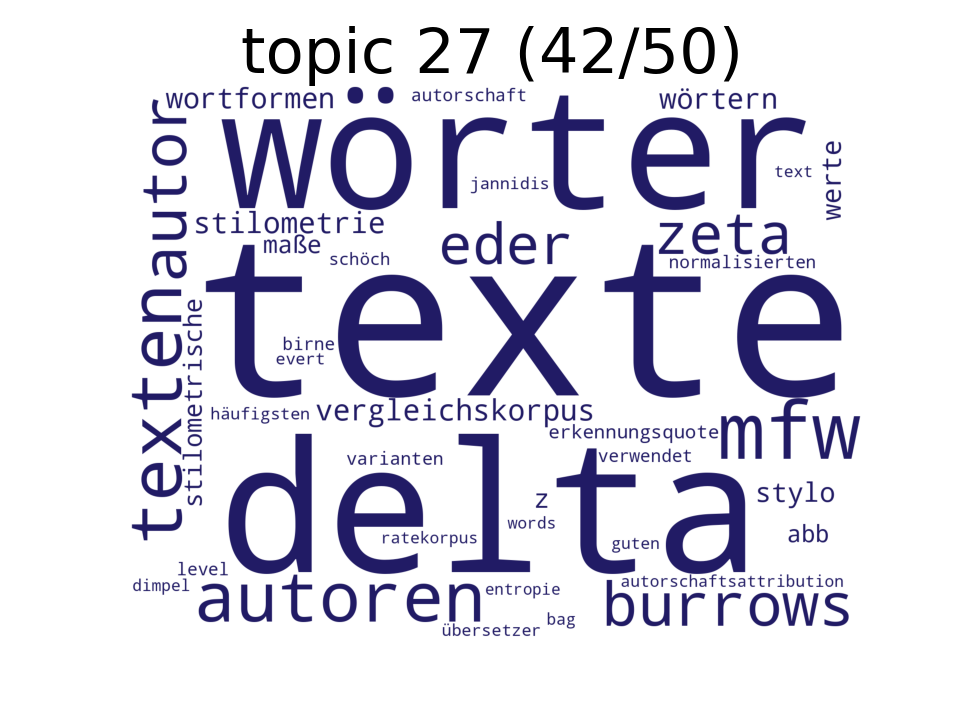 topic 27 (42/50)
wortformen
autorschaft
wörtern
wörter
text
werte
jannidis
autor
stilometrie
eder
zeta
maße
schöch
normalisierten
texte
stilometrische
birne
evert
texten
häufigsten
vergleichskorpus
mfw
erkennungsquote
varianten
verwendet
delta
z
stylo
words
abb
ratekorpus
guten
level
dimpel
autoren
entropie
autorschaftsattribution
burrows
bag
übersetzer